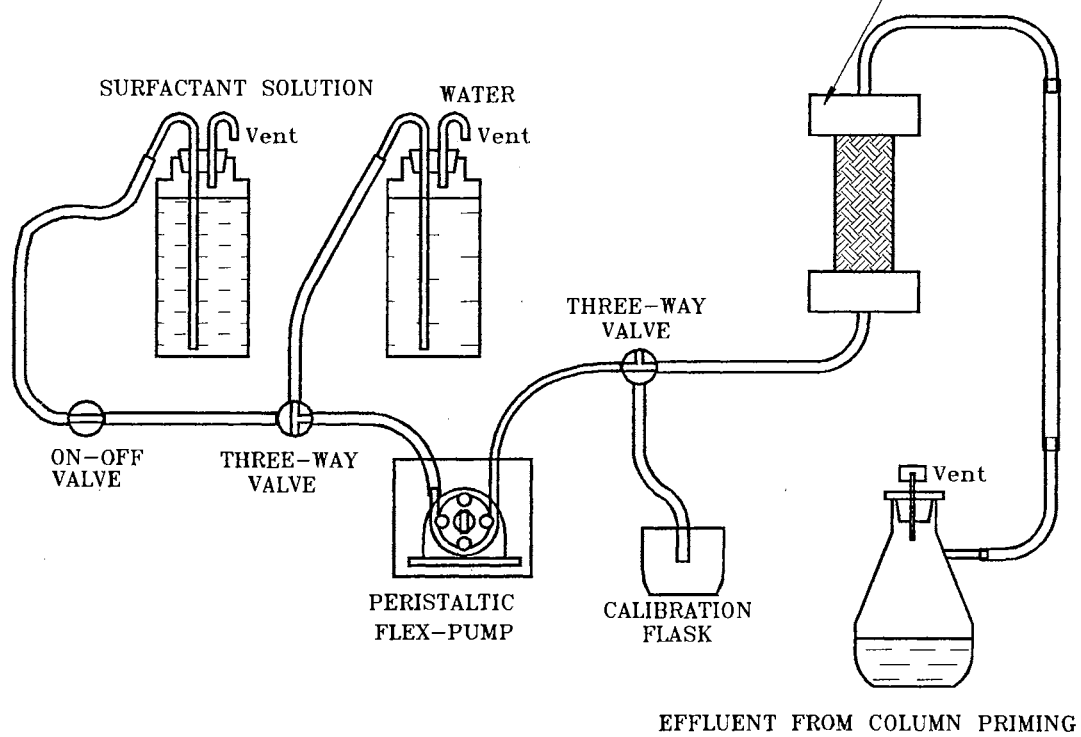 SURFACTANT SOLUTION
WATER
Vent
Vent
THREE-WAY
VALVE
ON-OFF
VALVE
THREE-WAY
VALVE
Vent
PERISTALTIC
FLEX-PUMP
CALIBRATION
FLASK
EFFLUENT FROM COLUMN PRIMING